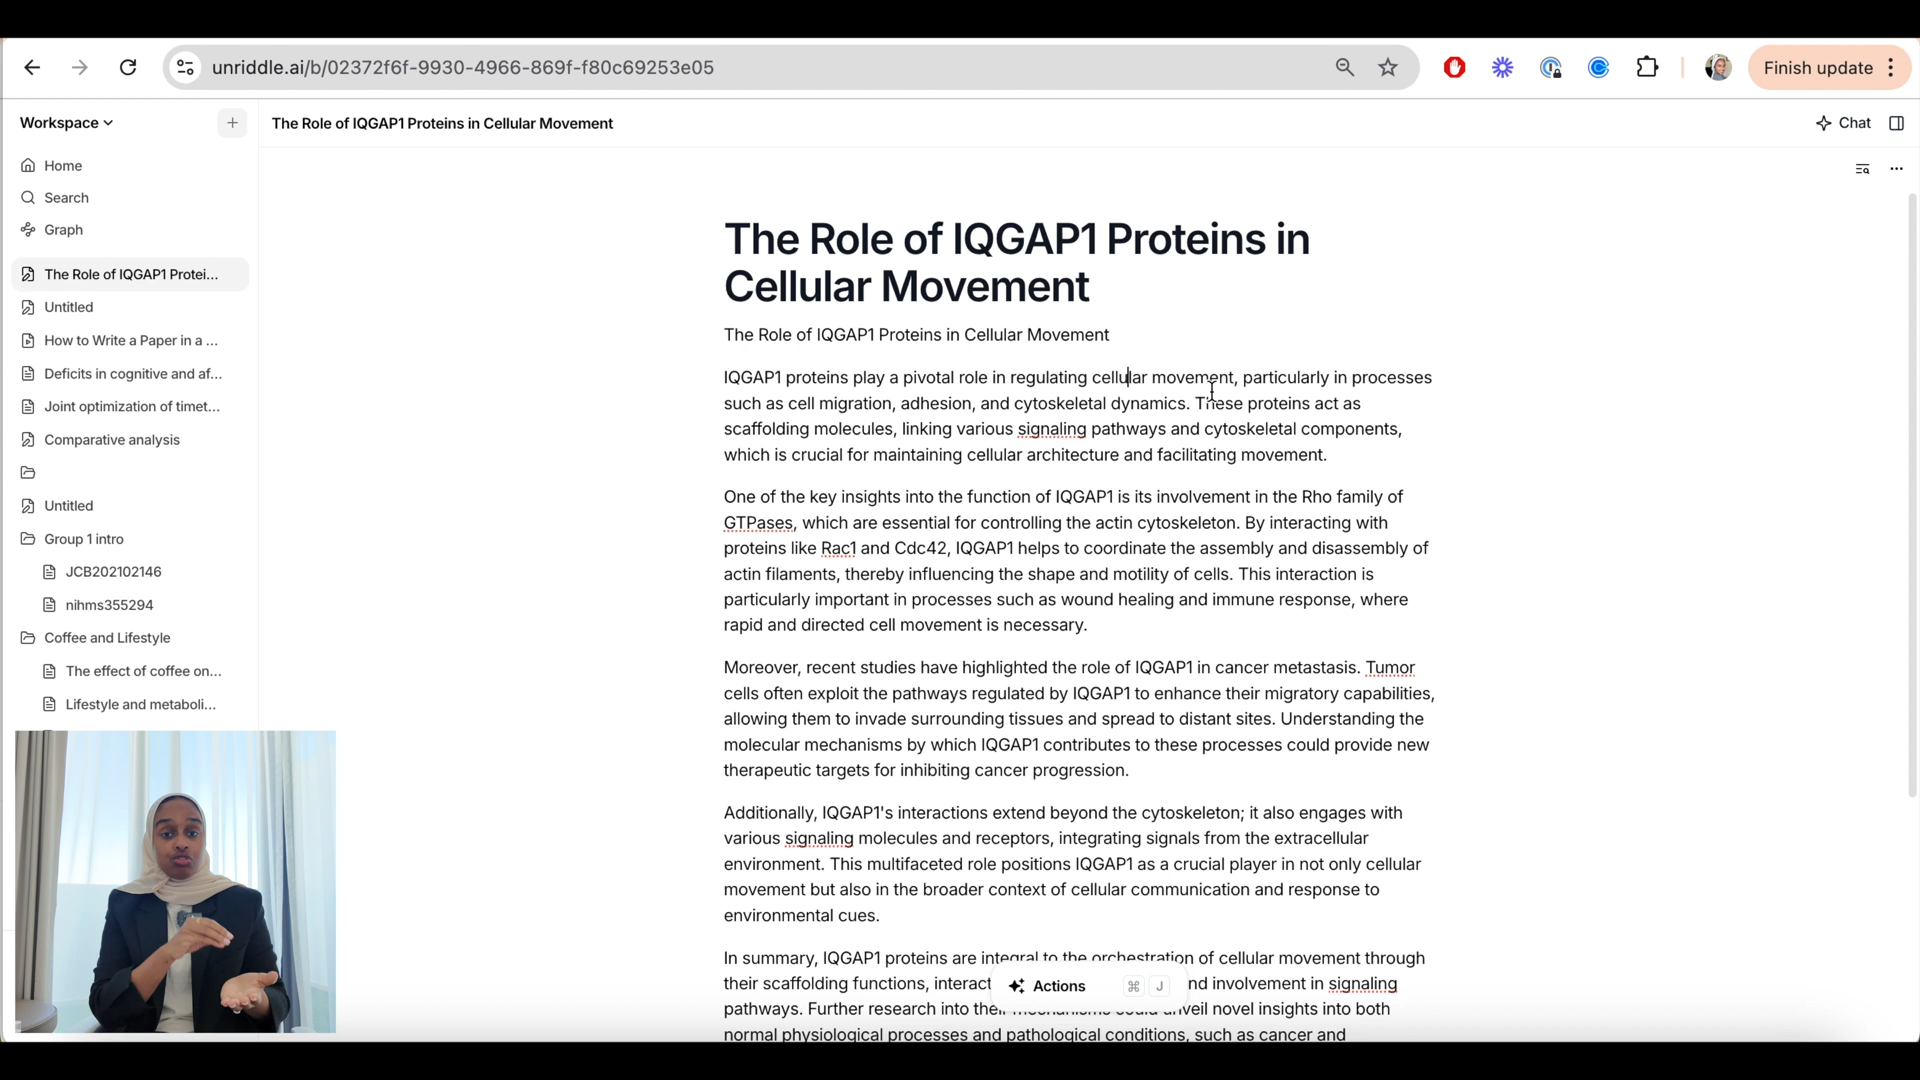 unriddle.ai/b/02372f6f-9930-4966-869f-f80c69253e05
Finish update
Workspace
The Role of IQGAP1 Proteins in Cellular Movement
Chat
Home
Search
Graph
The Role of IQGAP1 Protei...
Untitled
How to Write a Paper in a ...
Deficits in cognitive and af...
Joint optimization of timet...
Comparative analysis
Untitled
Group 1 intro
JCB202102146
nihms355294
Coffee and Lifestyle
The effect of coffee on...
Lifestyle and metaboli...
The Role of IQGAP1 Proteins in
Cellular Movement
The Role of IQGAP1 Proteins in Cellular Movement
IQGAP1 proteins play a pivotal role in regulating cellular movement, particularly in processes
such as cell migration, adhesion, and cytoskeletal dynamics. These proteins act as
scaffolding molecules, linking various signaling pathways and cytoskeletal components,
which is crucial for maintaining cellular architecture and facilitating movement.
One of the key insights into the function of IQGAP1 is its involvement in the Rho family of
GTPases, which are essential for controlling the actin cytoskeleton. By interacting with
proteins like Rac1 and Cdc42, IQGAP1 helps to coordinate the assembly and disassembly of
actin filaments, thereby influencing the shape and motility of cells. This interaction is
particularly important in processes such as wound healing and immune response, where
rapid and directed cell movement is necessary.
Moreover, recent studies have highlighted the role of IQGAP1 in cancer metastasis. Tumor
cells often exploit the pathways regulated by IQGAP1 to enhance their migratory capabilities,
allowing them to invade surrounding tissues and spread to distant sites. Understanding the
molecular mechanisms by which IQGAP1 contributes to these processes could provide new
therapeutic targets for inhibiting cancer progression.
Additionally, IQGAP1's interactions extend beyond the cytoskeleton; it also engages with
various signaling molecules and receptors, integrating signals from the extracellular
environment. This multifaceted role positions IQGAP1 as a crucial player in not only cellular
movement but also in the broader context of cellular communication and response to
environmental cues.
In summary, IQGAP1 proteins are integral to the orchestration of cellular movement through
their scaffolding functions, interact nd involvement in signaling
Actions ⌘ J
pathways. Further research into their mechanisms could unveil novel insights into both
normal physiological processes and pathological conditions, such as cancer and